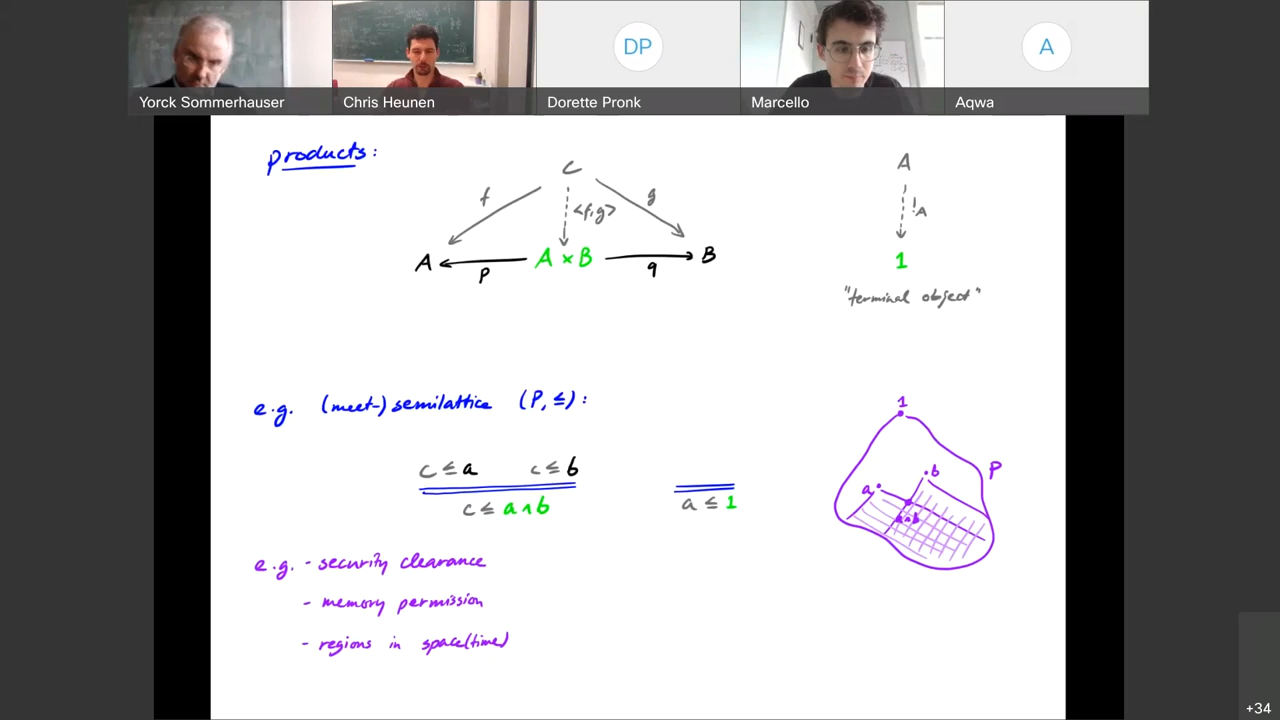 DP
A
Yorck Sommerhauser
Chris Heunen
Dorette Pronk
Marcello
Aqwa
products:
C
f
<f,g>
g
A
p
A × B
q
B
A
!A
1
"terminal object"
e.g. (meet-) semilattice (P, ≤):
c ≤ a c ≤ b
c ≤ a ∧ b
a ≤ 1
1
P
a
b
a∧b
e.g. - security clearance
- memory permission
- regions in space(time)
+34